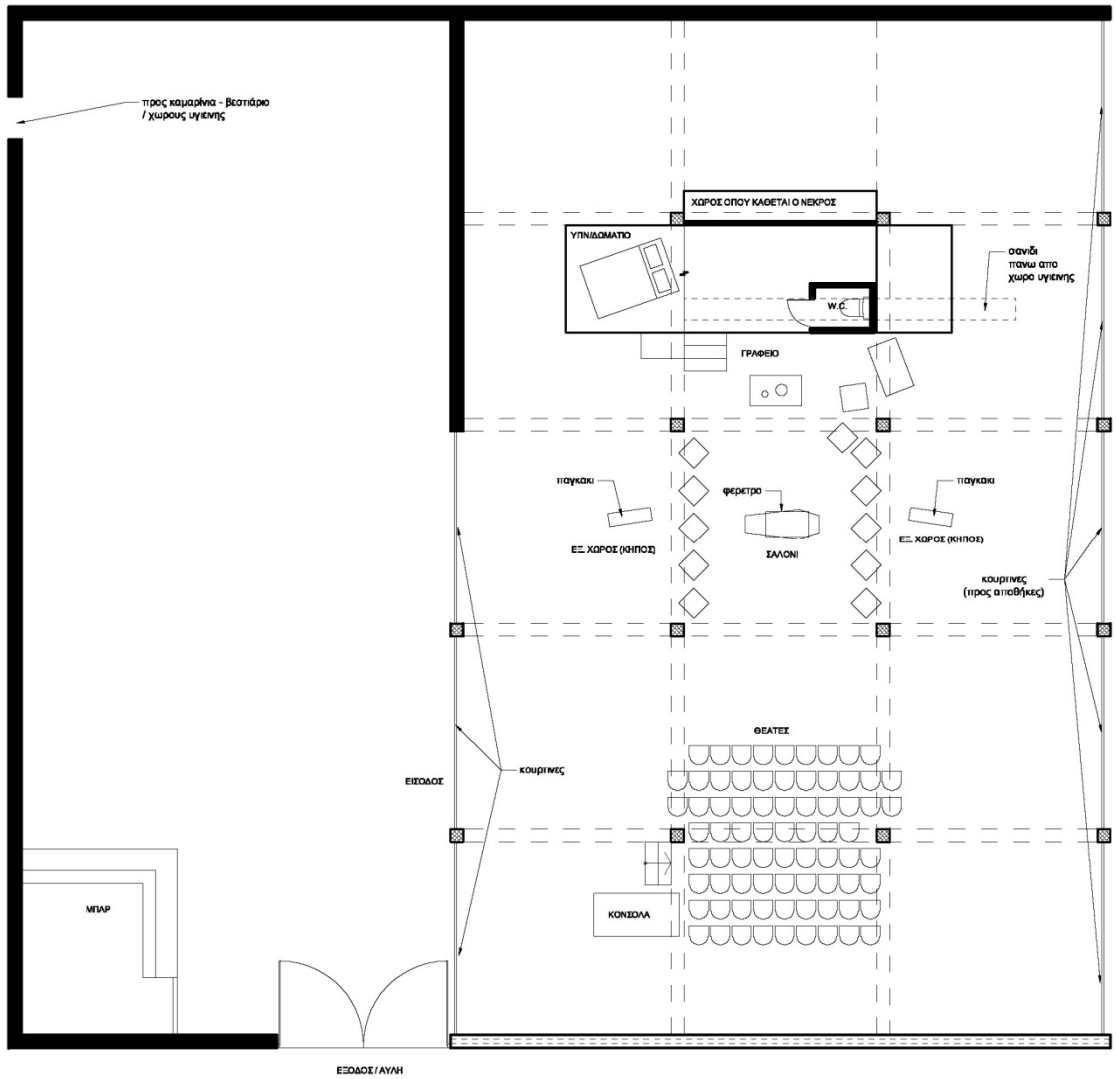 προς καμαρίνια - βεστιάριο
/ χωρους υγιεινης
ΧΩΡΟΣ ΟΠΟΥ ΚΑΘΕΤΑΙ Ο ΝΕΚΡΟΣ
ΥΠΝ/ΔΩΜΑΤΙΟ
σανιδι
πανω απο
χωρο υγιεινης
W.C.
ΓΡΑΦΕΙΟ
παγκακι
φερετρο
παγκακι
ΕΞ. ΧΩΡΟΣ (ΚΗΠΟΣ)
ΣΑΛΟΝΙ
ΕΞ. ΧΩΡΟΣ (ΚΗΠΟΣ)
κουρτινες
(προς αποθήκες)
ΘΕΑΤΕΣ
κουρτινες
ΕΙΣΟΔΟΣ
ΜΠΑΡ
ΚΟΝΣΟΛΑ
ΕΞΟΔΟΣ / ΑΥΛΗ